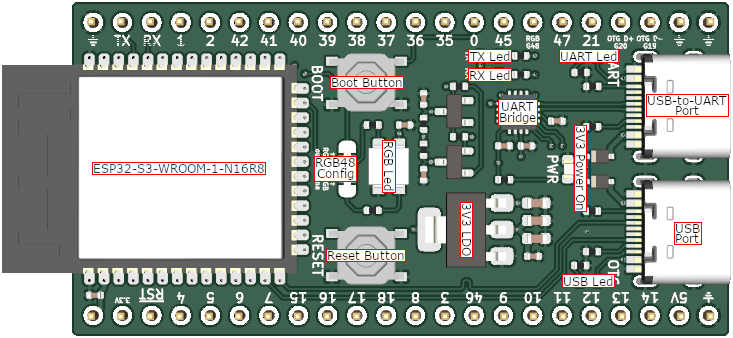 TX RX 1 2 42 41 40 39 38 37 36 35 0 45 RGB G48 47 21 OTG D+ G20 OTG D- G19
TX Led
UART Led
RX Led
UART
BOOT
Boot Button
USB-to-UART
Port
UART
Bridge
3V3 Power On
PWR
ESP32-S3-WROOM-1-N16R8
RGB48
Config
RGB Led
3V3 LDO
USB
Port
RESET
Reset Button
OTG
USB Led
3.3V RST 4 5 6 7 15 16 17 18 8 3 46 9 10 11 12 13 14 5V